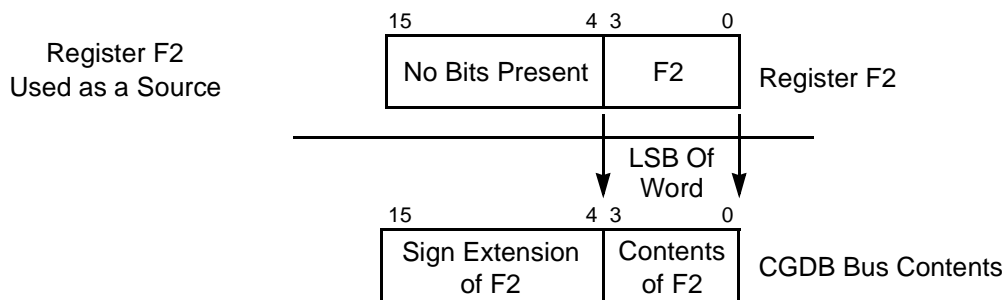 15 4 3 0
Register F2
Used as a Source
No Bits Present
F2
Register F2
LSB Of
Word
15 4 3 0
Sign Extension
of F2
Contents
of F2
CGDB Bus Contents